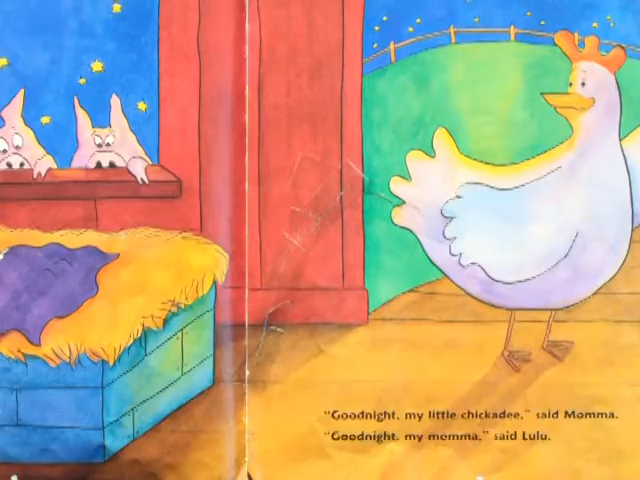 "Goodnight, my little chickadee," said Momma.
"Goodnight, my momma," said Lulu.